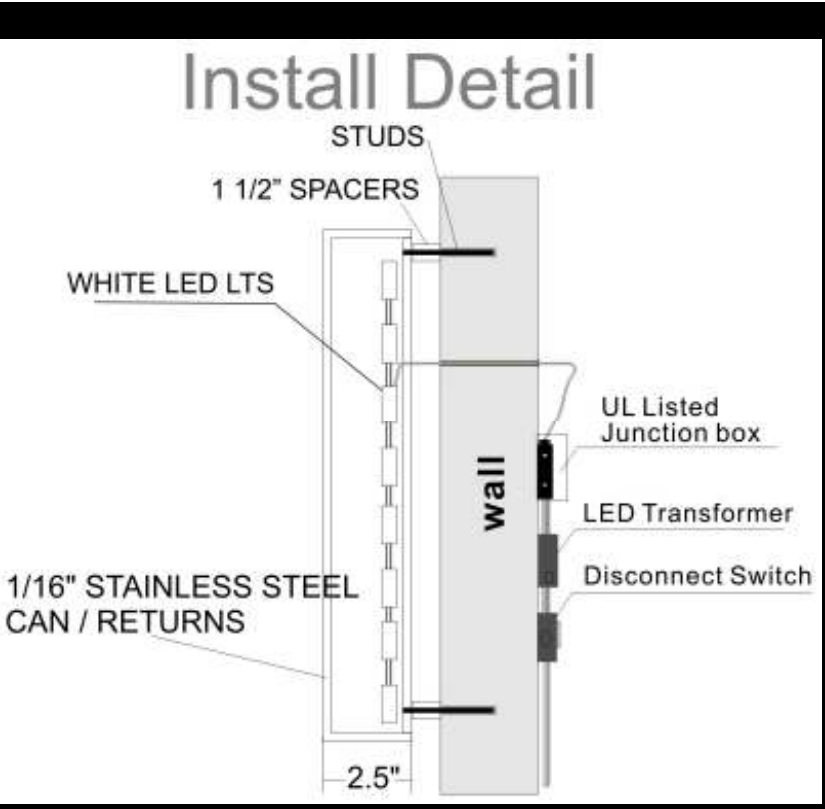 Install Detail
STUDS
1 1/2” SPACERS
WHITE LED LTS
UL Listed
Junction box
wall
LED Transformer
Disconnect Switch
1/16" STAINLESS STEEL
CAN / RETURNS
2.5"